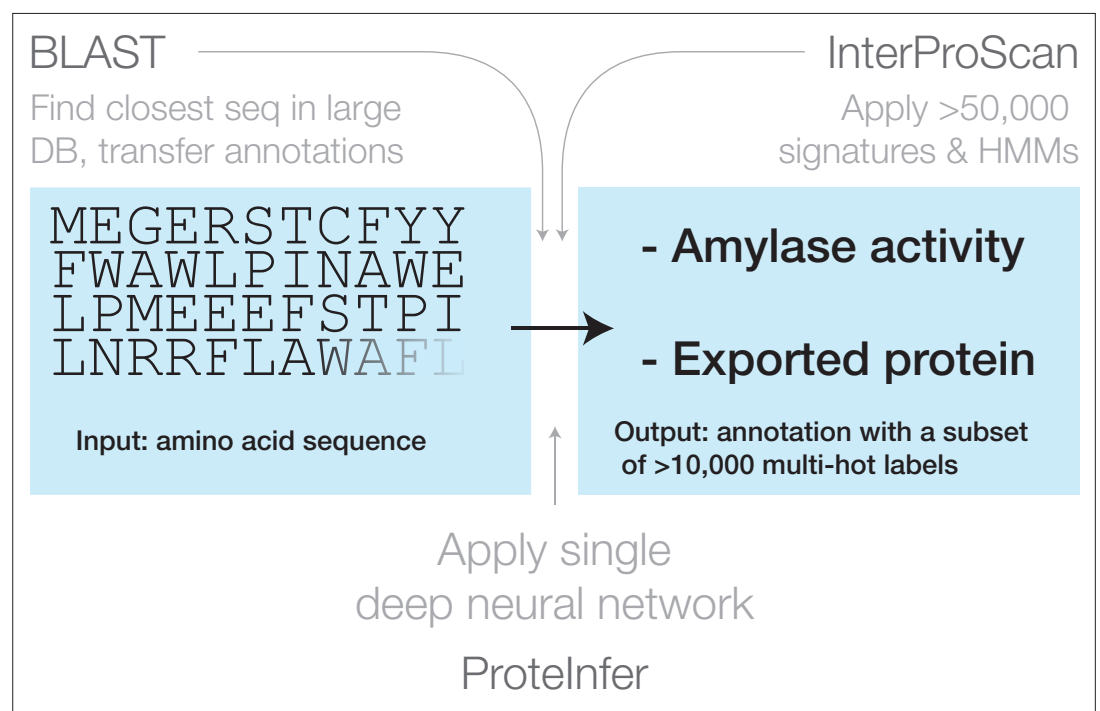 BLAST
Find closest seq in large
DB, transfer annotations
InterProScan
Apply >50,000
signatures & HMMs
MEGERSTCFYY
FWAWLPINAWE
LPMEEEFSTPI
LNRRFLAWAFL
Input: amino acid sequence
- Amylase activity
- Exported protein
Output: annotation with a subset
of >10,000 multi-hot labels
Apply single
deep neural network
ProteInfer